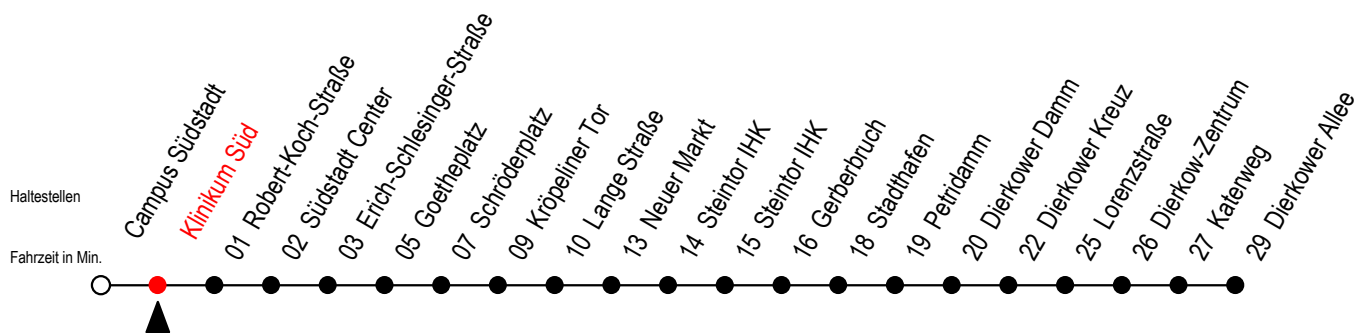 Haltestellen
Fahrzeit in Min.
Campus Südstadt
Klinikum Süd
01 Robert-Koch-Straße
02 Südstadt Center
03 Erich-Schlesinger-Straße
05 Goetheplatz
07 Schröderplatz
09 Kröpeliner Tor
10 Lange Straße
13 Neuer Markt
14 Steintor IHK
15 Steintor IHK
16 Gerberbruch
18 Stadthafen
19 Petridamm
20 Dierkower Damm
22 Dierkower Kreuz
25 Lorenzstraße
26 Dierkow-Zentrum
27 Katerweg
29 Dierkower Allee